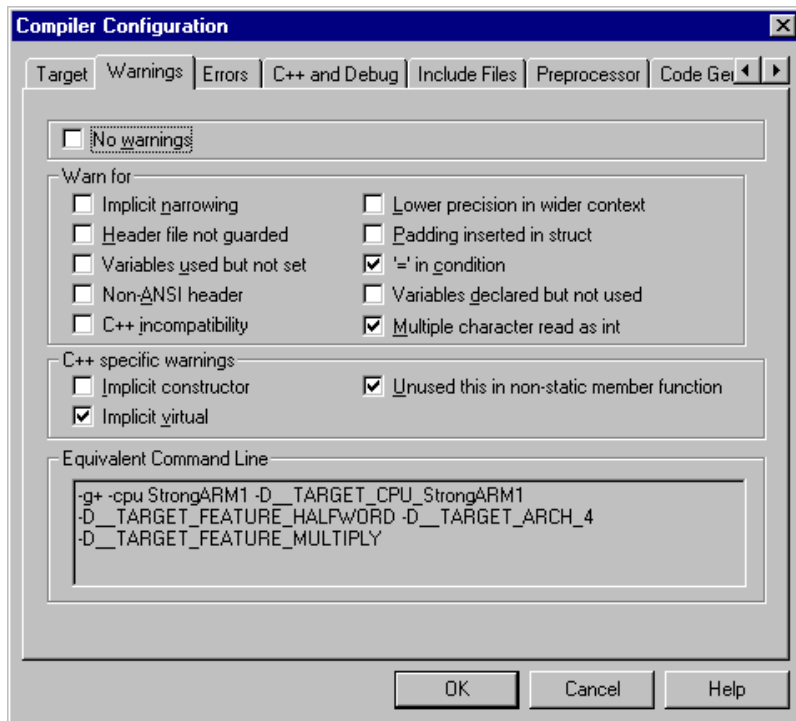 Compiler Configuration
Target Warnings Errors C++ and Debug Include Files Preprocessor Code Ger
No warnings
Warn for
Implicit narrowing Lower precision in wider context
Header file not guarded Padding inserted in struct
Variables used but not set '=' in condition
Non-ANSI header Variables declared but not used
C++ incompatibility Multiple character read as int
C++ specific warnings
Implicit constructor Unused this in non-static member function
Implicit virtual
Equivalent Command Line
-g+ -cpu StrongARM1 -D__TARGET_CPU_StrongARM1
-D__TARGET_FEATURE_HALFWORD -D__TARGET_ARCH_4
-D__TARGET_FEATURE_MULTIPLY
OK Cancel Help